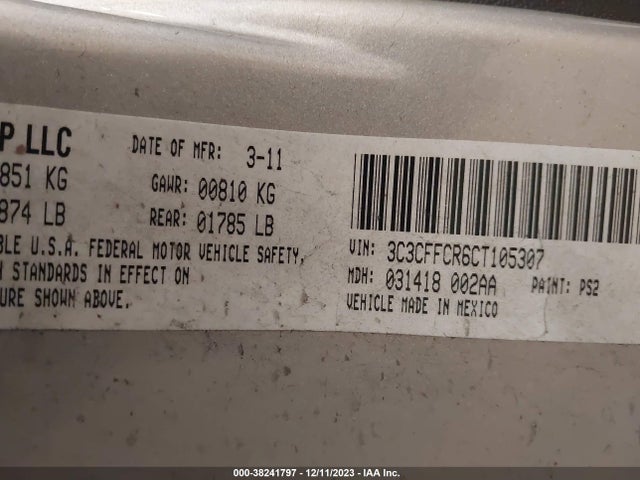 P LLC
DATE OF MFR: 3-11
851 KG
GAWR: 00810 KG
874 LB
REAR: 01785 LB
BLE U.S.A. FEDERAL MOTOR VEHICLE SAFETY,
STANDARDS IN EFFECT ON
URE SHOWN ABOVE.
VIN: 3C3CFFCR6CT105307
MDH: 031418 002AA PAINT: PS2
VEHICLE MADE IN MEXICO
000-38241797 - 12/11/2023 - IAA Inc.